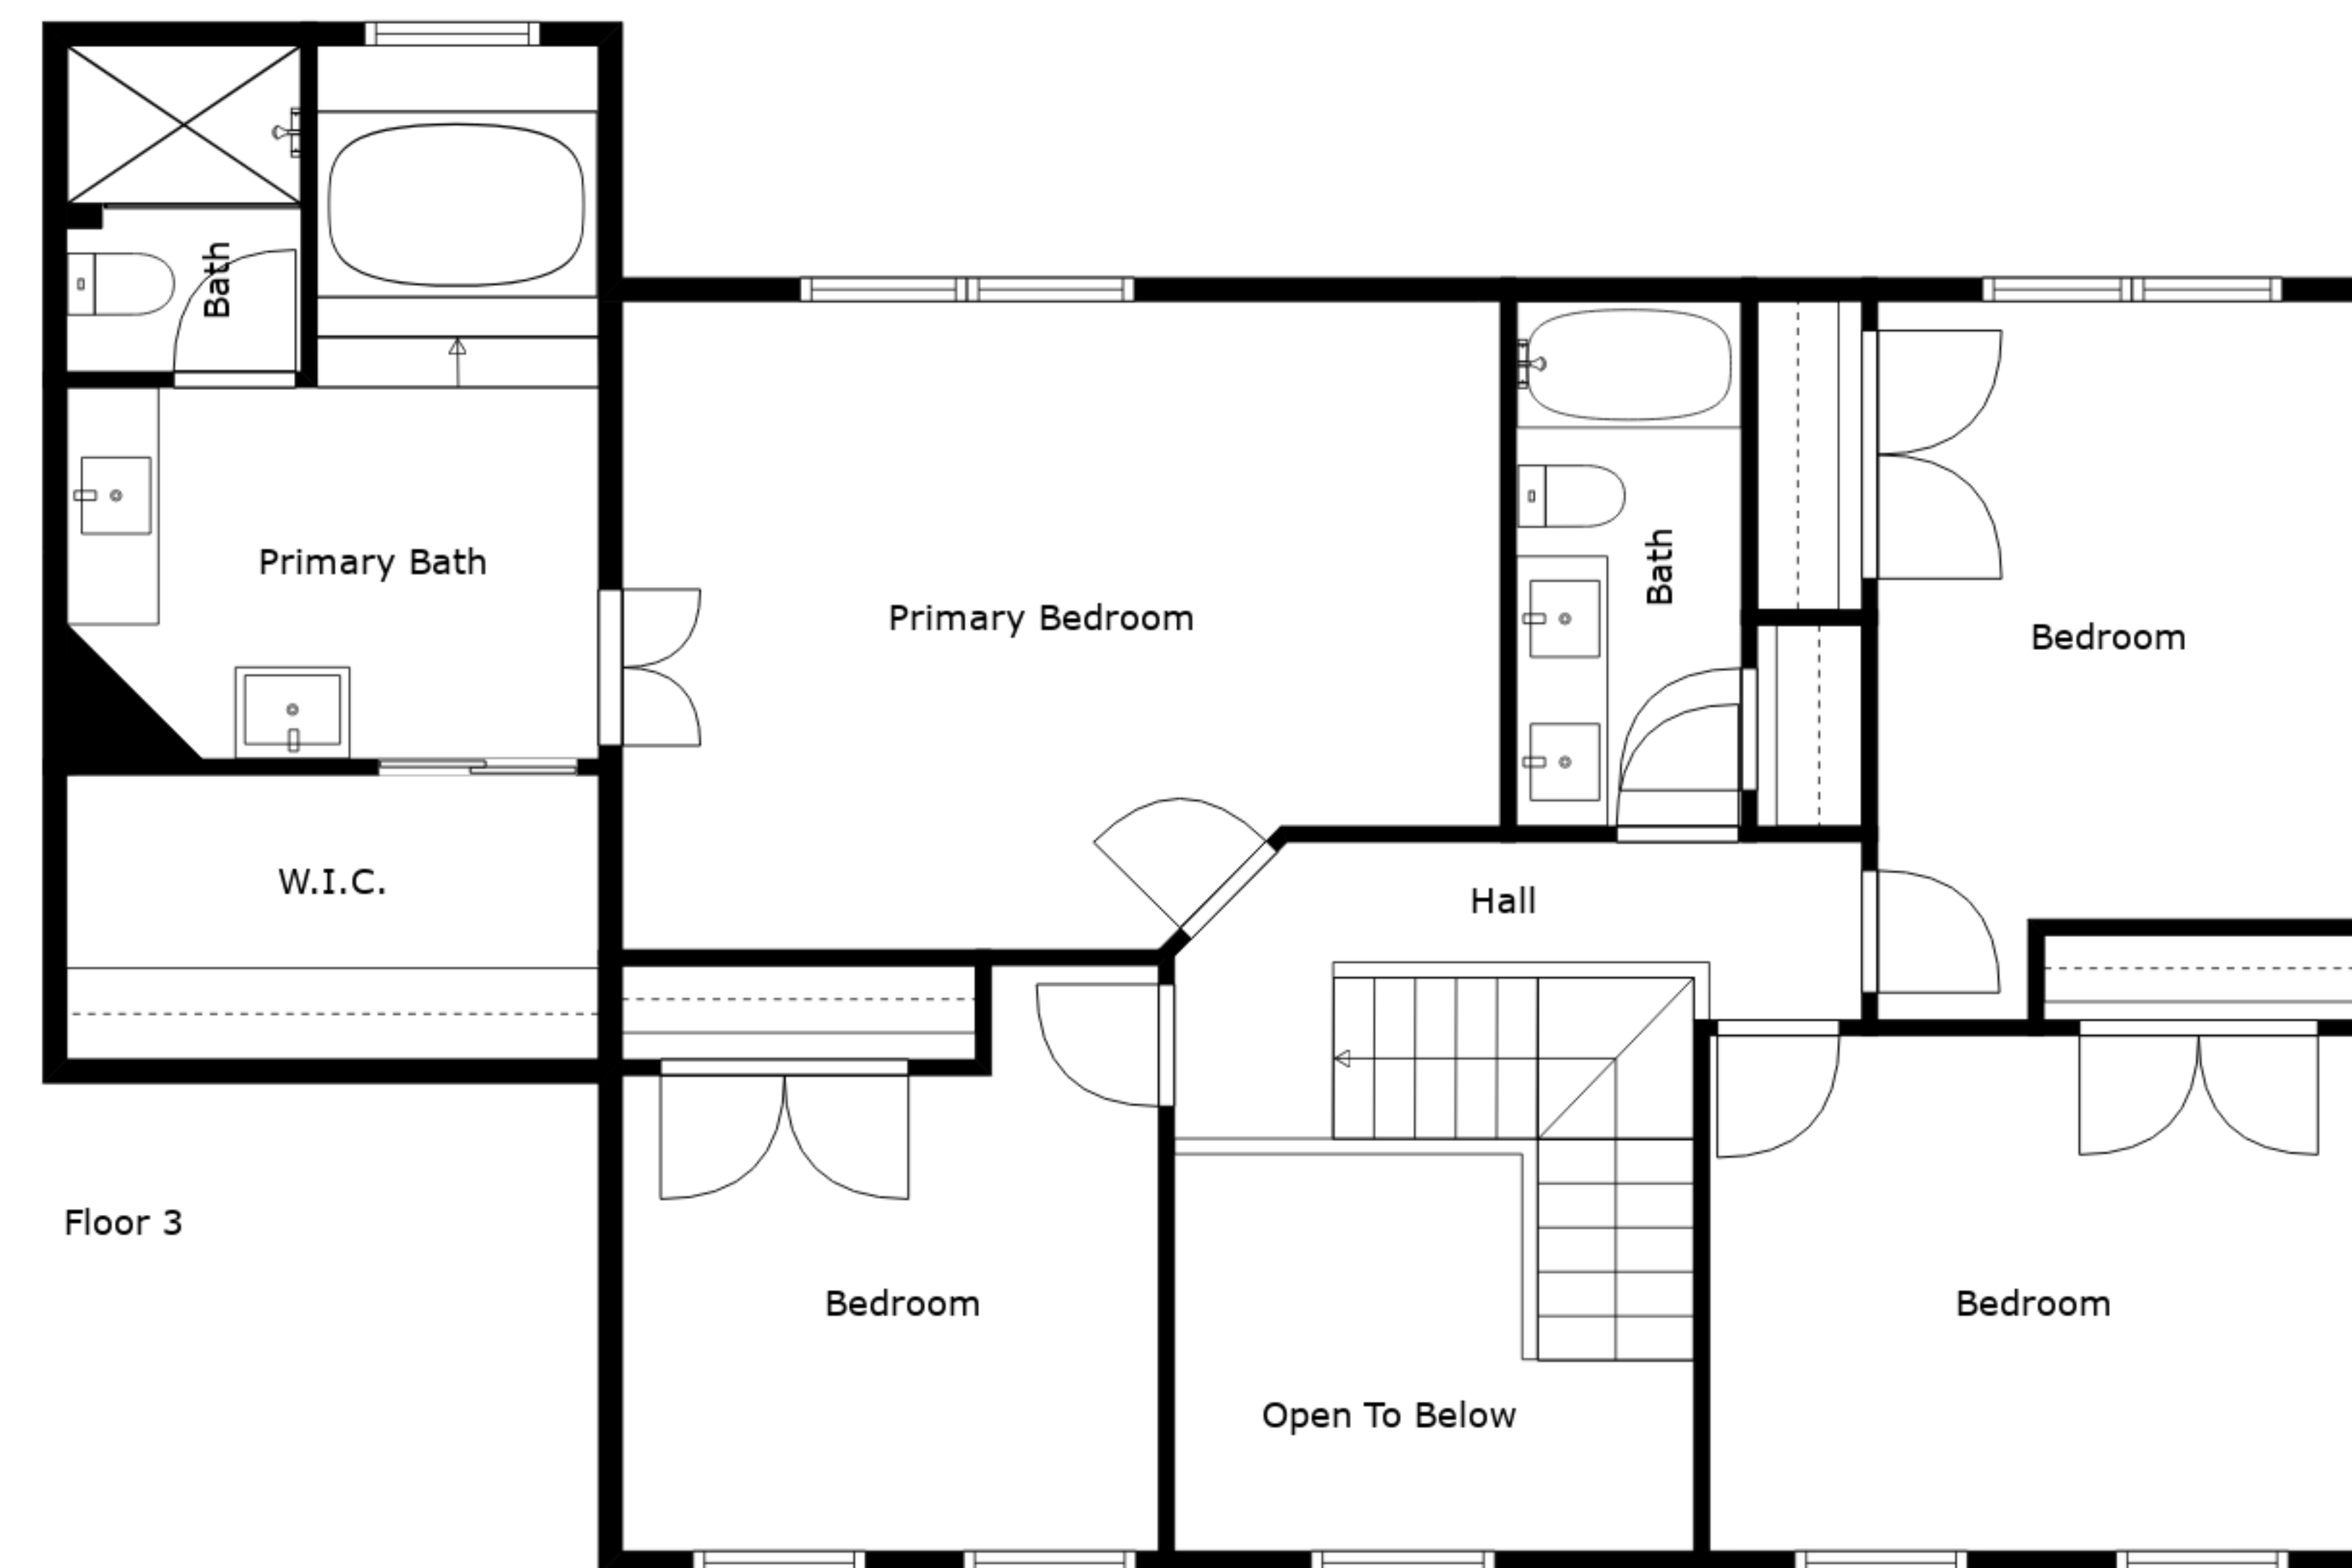 Bath
Primary Bath
Primary Bedroom
Bath
Bedroom
W.I.C.
Hall
Floor 3
Bedroom
Bedroom
Open To Below